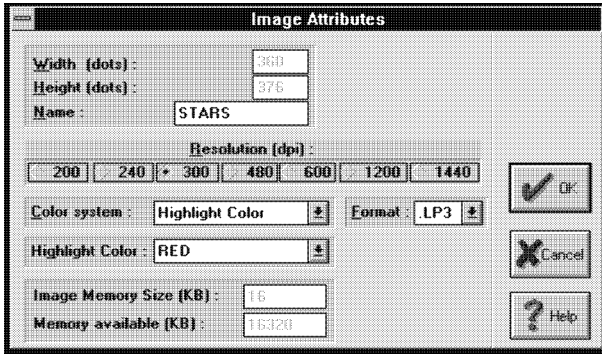 Image Attributes
Width (dots) : 360
Height (dots) : 376
Name : STARS
Resolution (dpi) :
200 240 300 480 600 1200 1440
Color system : Highlight Color Format : .LP3
Highlight Color : RED
Image Memory Size (KB) : 16
Memory available (KB) : 16320
OK
Cancel
Help